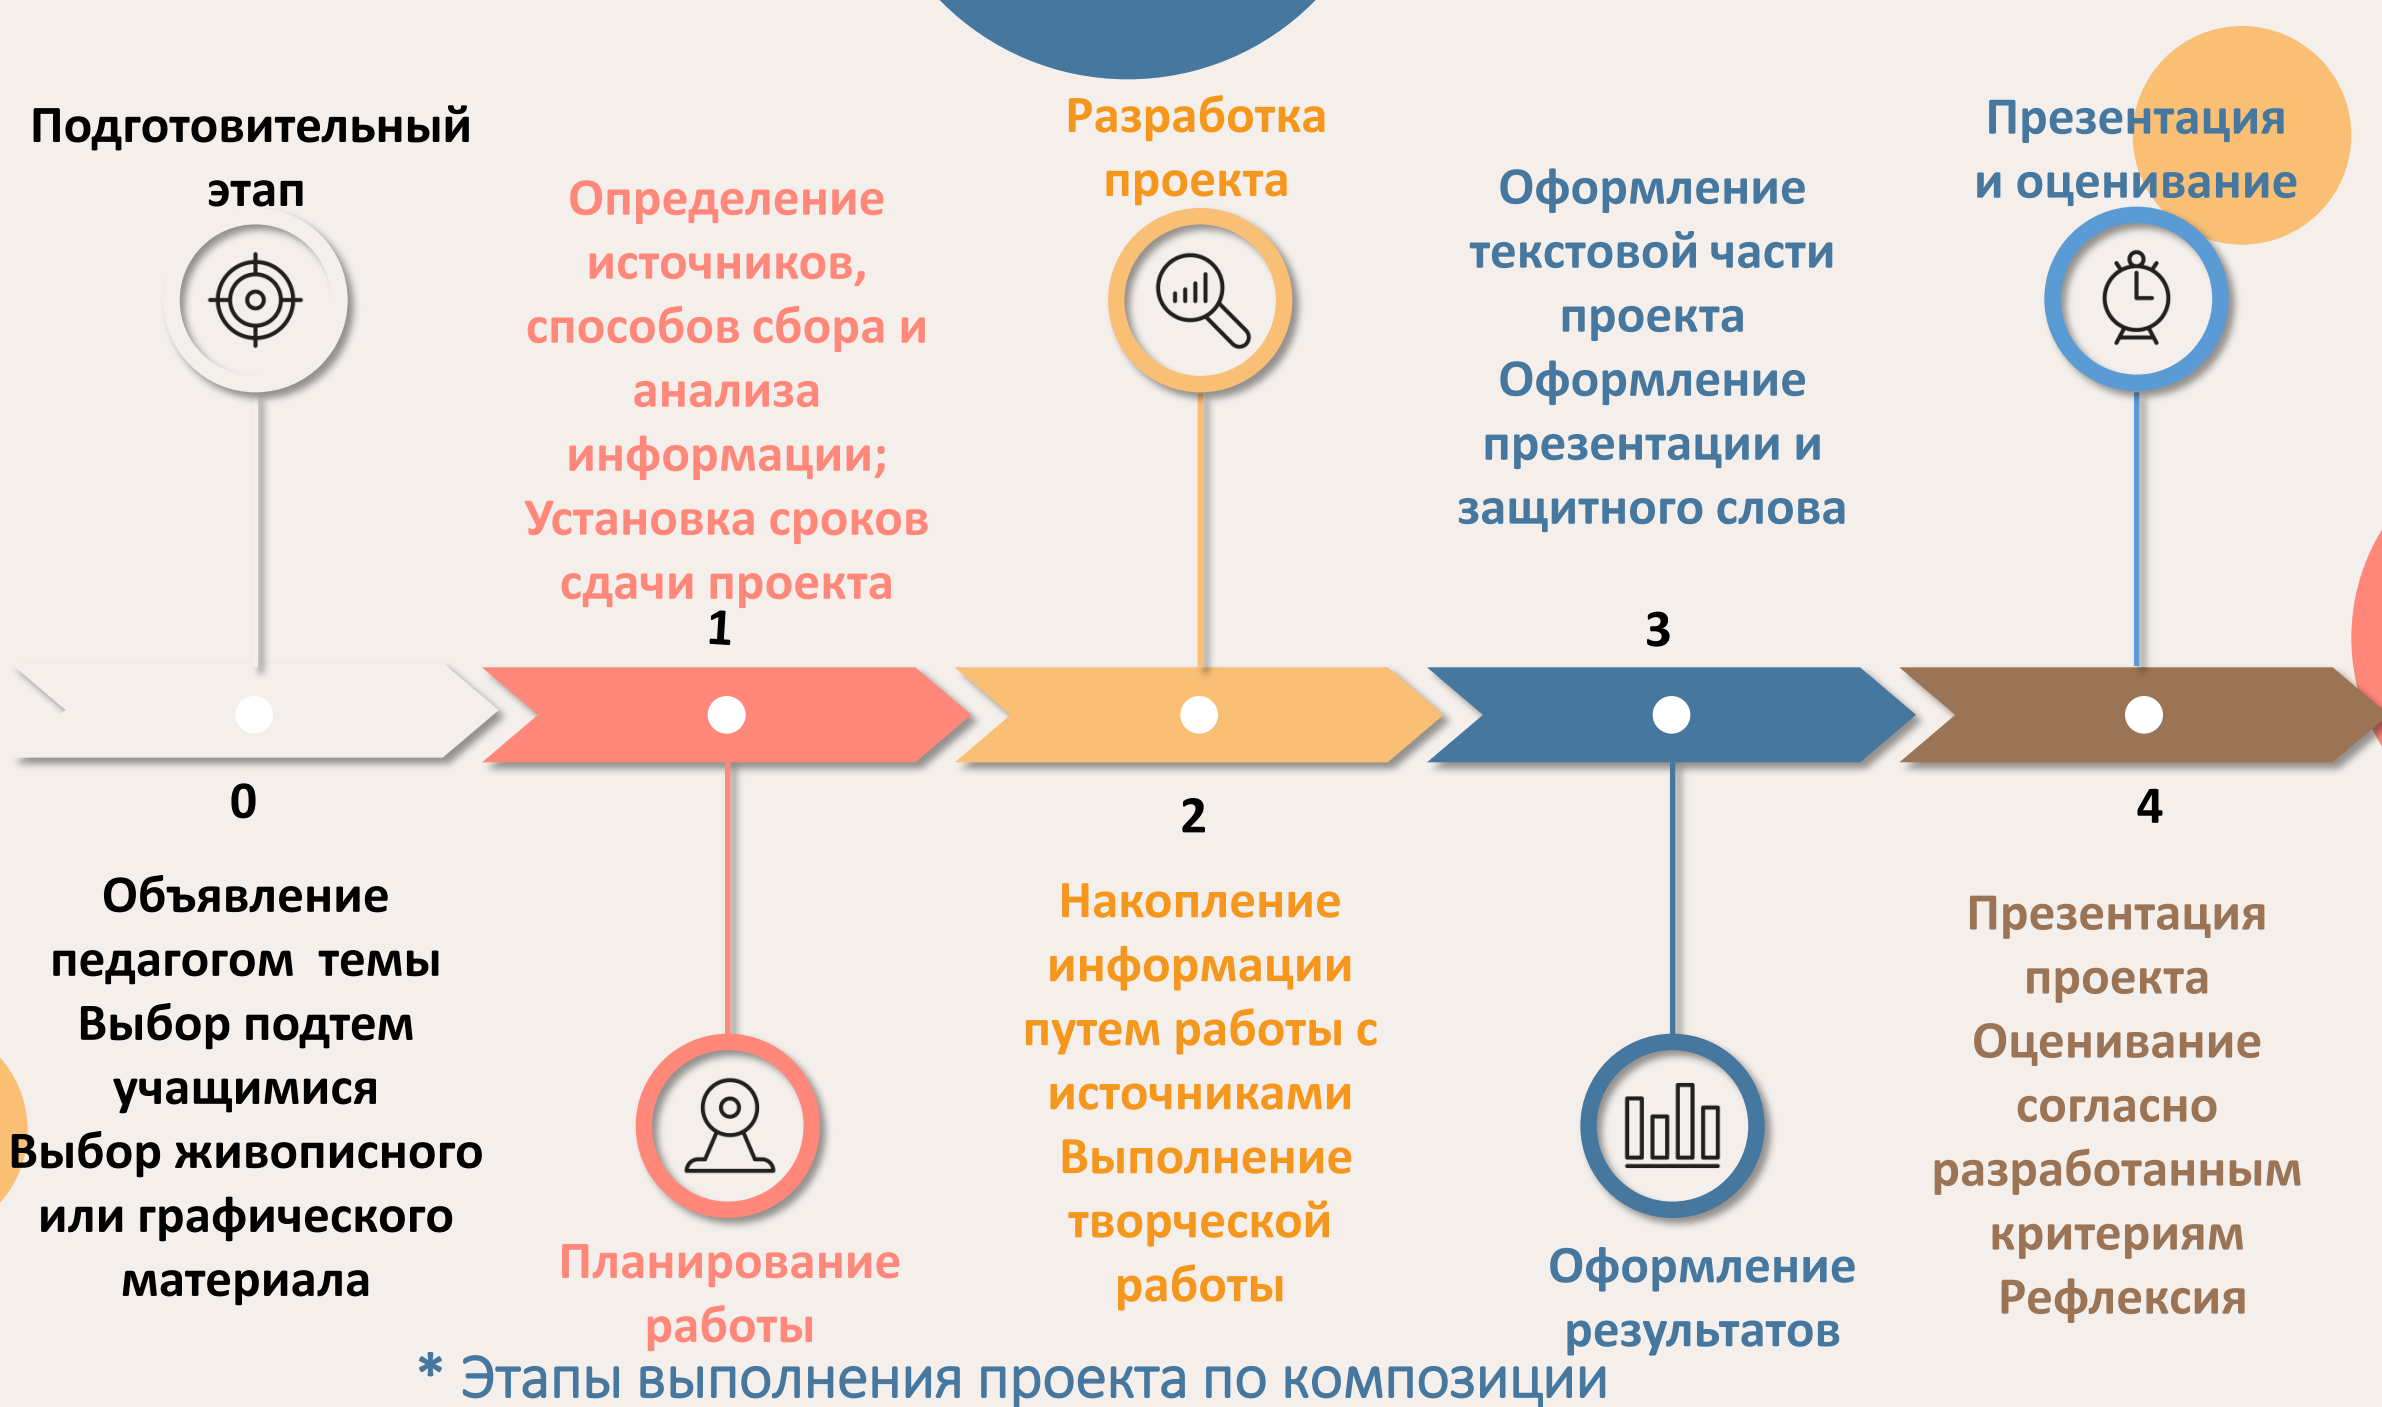 Подготовительный
этап
0
Объявление
педагогом темы
Выбор подтем
учащимися
Выбор живописного
или графического
материала
Определение
источников,
способов сбора и
анализа
информации;
Установка сроков
сдачи проекта
1
Планирование
работы
Разработка
проекта
2
Накопление
информации
путем работы с
источниками
Выполнение
творческой
работы
Оформление
текстовой части
проекта
Оформление
презентации и
защитного слова
3
Оформление
результатов
Презентация
и оценивание
4
Презентация
проекта
Оценивание
согласно
разработанным
критериям
Рефлексия
* Этапы выполнения проекта по композиции